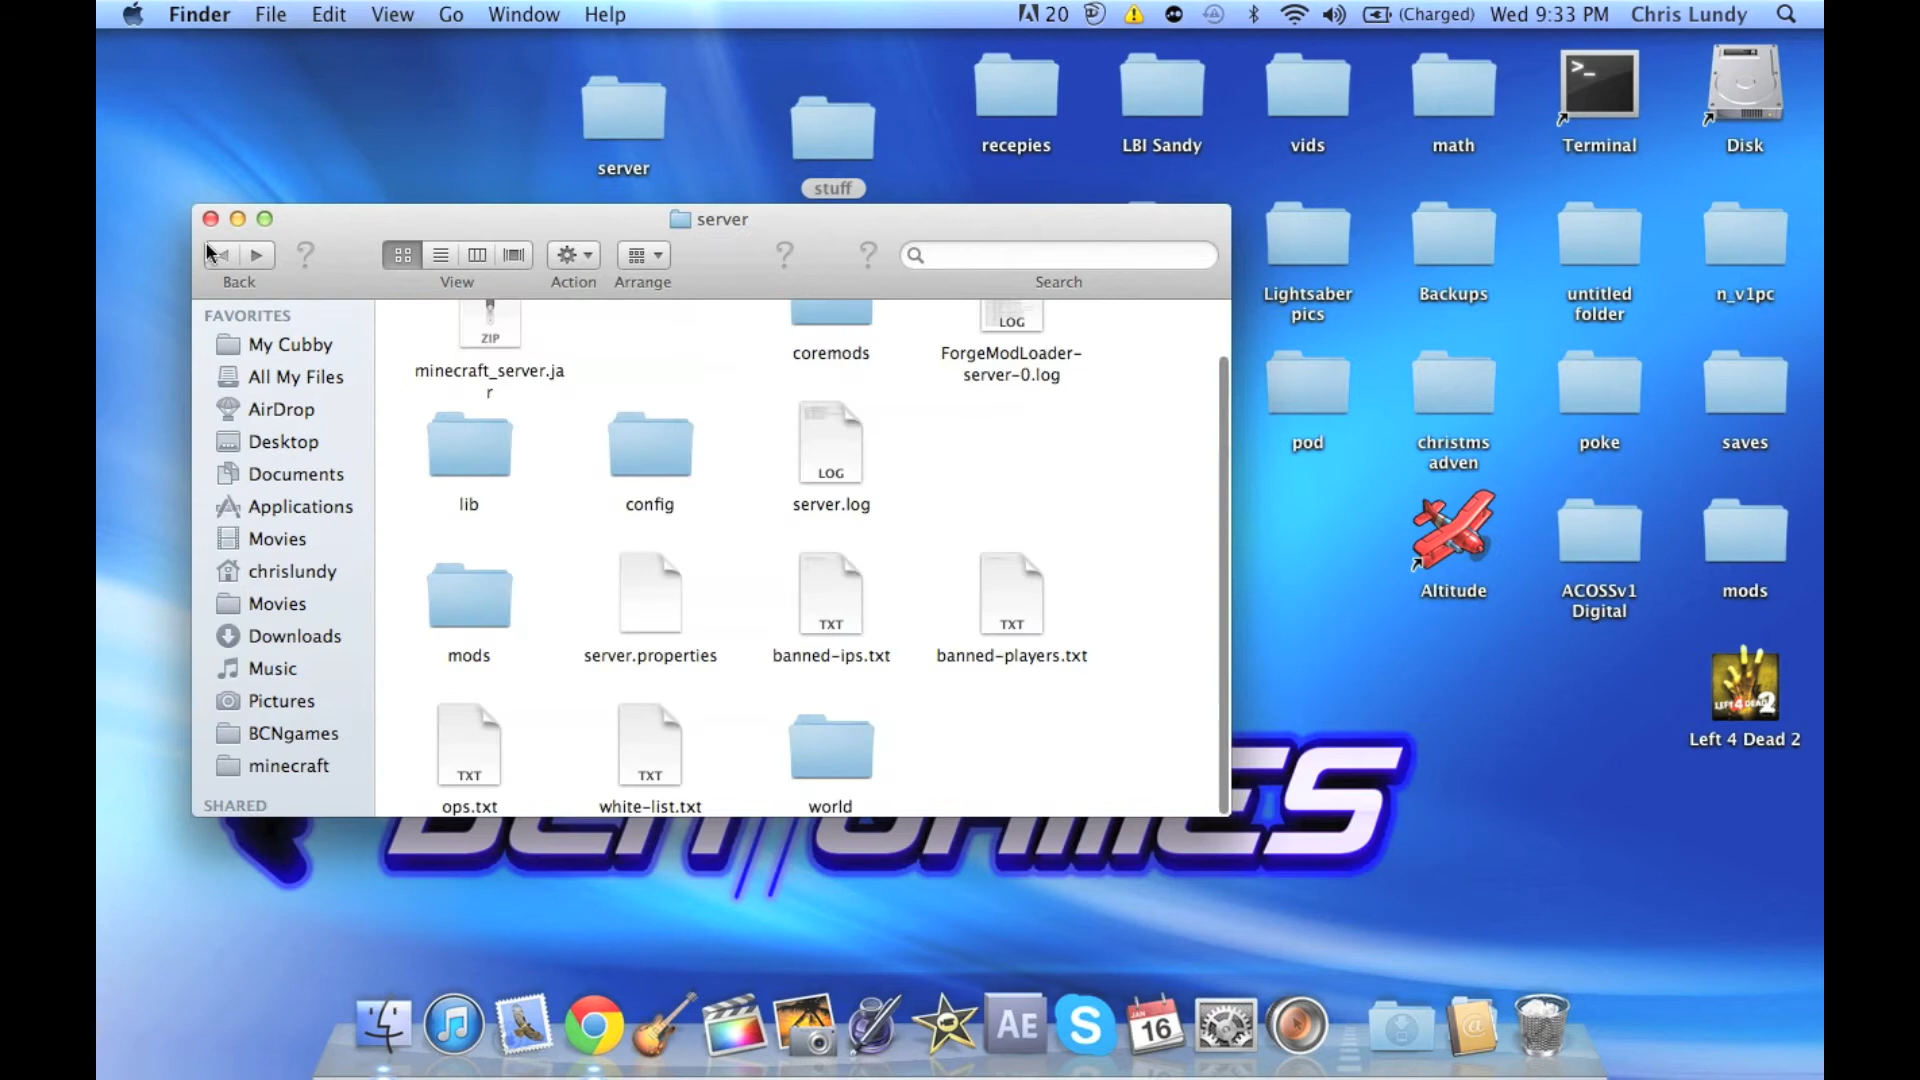 Finder File Edit View Go Window Help 20 (Charged) Wed 9:33 PM Chris Lundy
server
stuff
recepies
LBI Sandy
vids
math
Terminal
Disk
server
Back
View
Action
Arrange
Search
FAVORITES
My Cubby
All My Files
AirDrop
Desktop
Documents
Applications
Movies
chrislundy
Movies
Downloads
Music
Pictures
BCNgames
minecraft
SHARED
ZIP
minecraft_server.ja
r
coremods
LOG
ForgeModLoader-
server-0.log
lib
config
LOG
server.log
mods
server.properties
TXT
banned-ips.txt
TXT
banned-players.txt
TXT
ops.txt
TXT
white-list.txt
world
Lightsaber
pics
Backups
untitled
folder
n_v1pc
pod
christms
adven
poke
saves
Altitude
ACOSSv1
Digital
mods
LEFT 4 DEAD 2
Left 4 Dead 2
AE
S
JAN
16
@